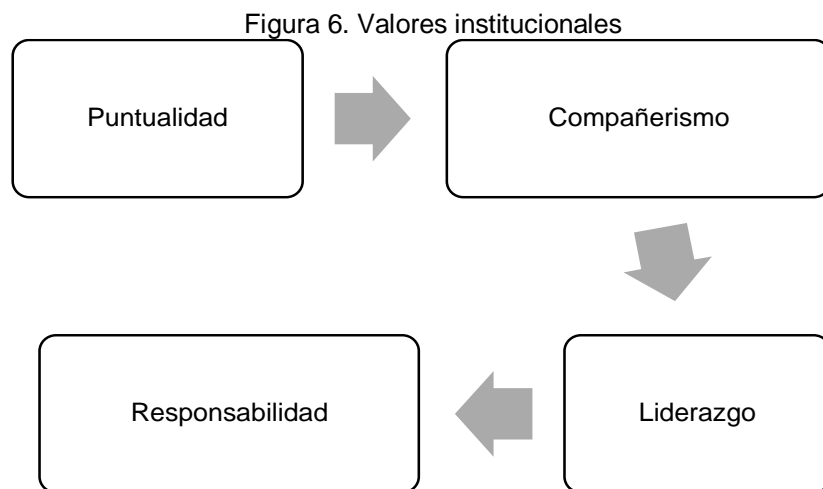 Figura 6. Valores institucionales
Puntualidad
Compañerismo
Responsabilidad
Liderazgo